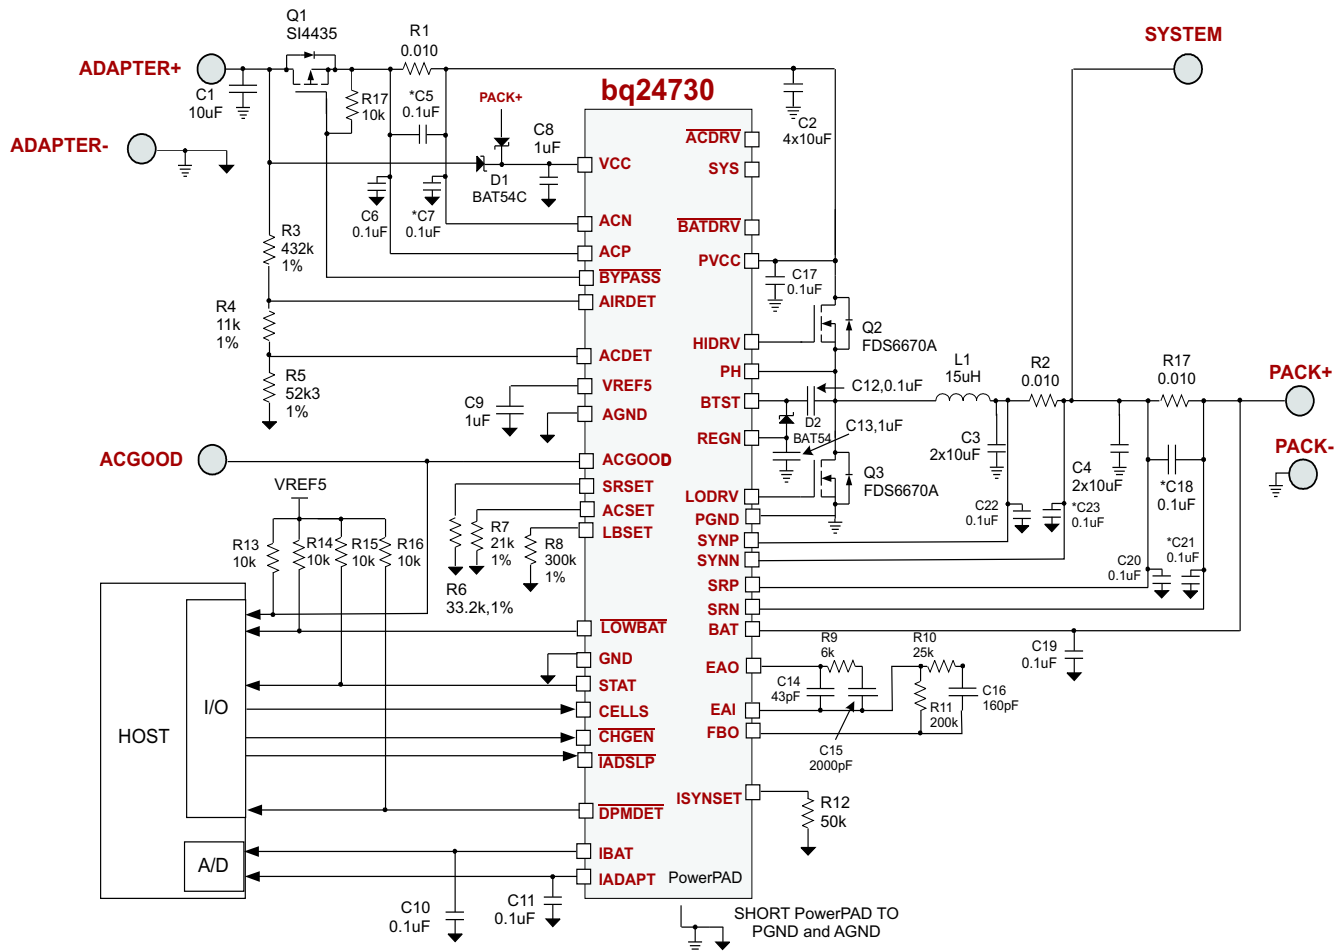 Q1
SI4435
R1
0.010
SYSTEM
ADAPTER+
C1
10uF
R17
10k
*C5
0.1uF
PACK+
C8
1uF
bq24730
C2
4x10uF
ADAPTER-
D1
BAT54C
VCC
ACDRV
SYS
C6
0.1uF
*C7
0.1uF
ACN
BATDRV
R3
432k
1%
ACP
PVCC
C17
0.1uF
BYPASS
AIRDET
R4
11k
1%
HIDRV
Q2
FDS6670A
ACDET
PH
L1
15uH
R2
0.010
R17
0.010
PACK+
R5
52k3
1%
VREF5
C12,0.1uF
C9
1uF
AGND
BTST
D2
BAT54
C13,1uF
REGN
C3
2x10uF
C4
2x10uF
PACK-
ACGOOD
ACGOOD
Q3
FDS6670A
*C18
0.1uF
VREF5
SRSET
LODRV
ACSET
PGND
C22
0.1uF
*C23
0.1uF
LBSET
SYNP
R13
10k
R14
10k
R15
10k
R16
10k
R7
21k
1%
R8
300k
1%
SYNN
C20
0.1uF
*C21
0.1uF
R6
33.2k,1%
SRP
SRN
LOWBAT
BAT
C19
0.1uF
GND
EAO
R9
6k
R10
25k
STAT
C14
43pF
C16
160pF
I/O
CELLS
EAI
R11
200k
HOST
CHGEN
FBO
C15
2000pF
IADSLP
ISYNSET
R12
50k
DPMDET
A/D
IBAT
IADAPT
PowerPAD
C10
0.1uF
C11
0.1uF
SHORT PowerPAD TO
PGND and AGND